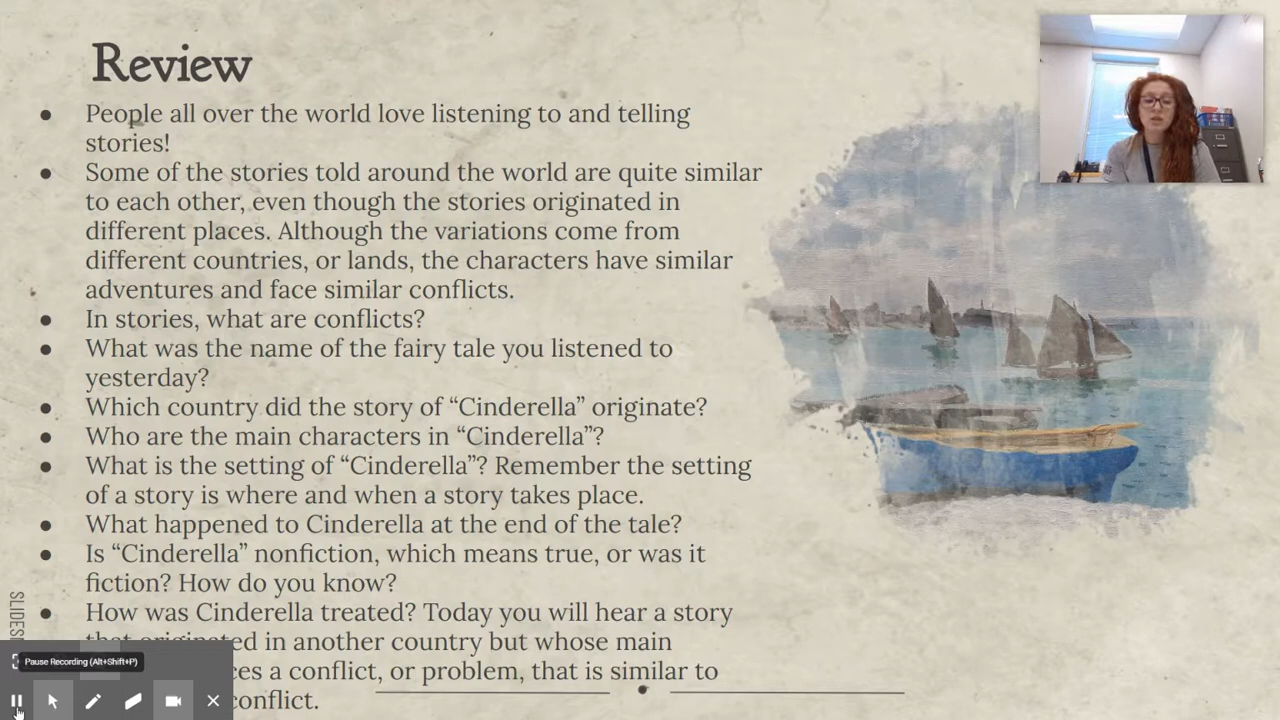 Review
● People all over the world love listening to and telling
stories!
● Some of the stories told around the world are quite similar
to each other, even though the stories originated in
different places. Although the variations come from
different countries, or lands, the characters have similar
adventures and face similar conflicts.
● In stories, what are conflicts?
● What was the name of the fairy tale you listened to
yesterday?
● Which country did the story of “Cinderella” originate?
● Who are the main characters in “Cinderella”?
● What is the setting of “Cinderella”? Remember the setting
of a story is where and when a story takes place.
● What happened to Cinderella at the end of the tale?
● Is “Cinderella” nonfiction, which means true, or was it
fiction? How do you know?
● How was Cinderella treated? Today you will hear a story
that originated in another country but whose main
a conflict, or problem, that is similar to
conflict.
Pause Recording (Alt+Shift+P)